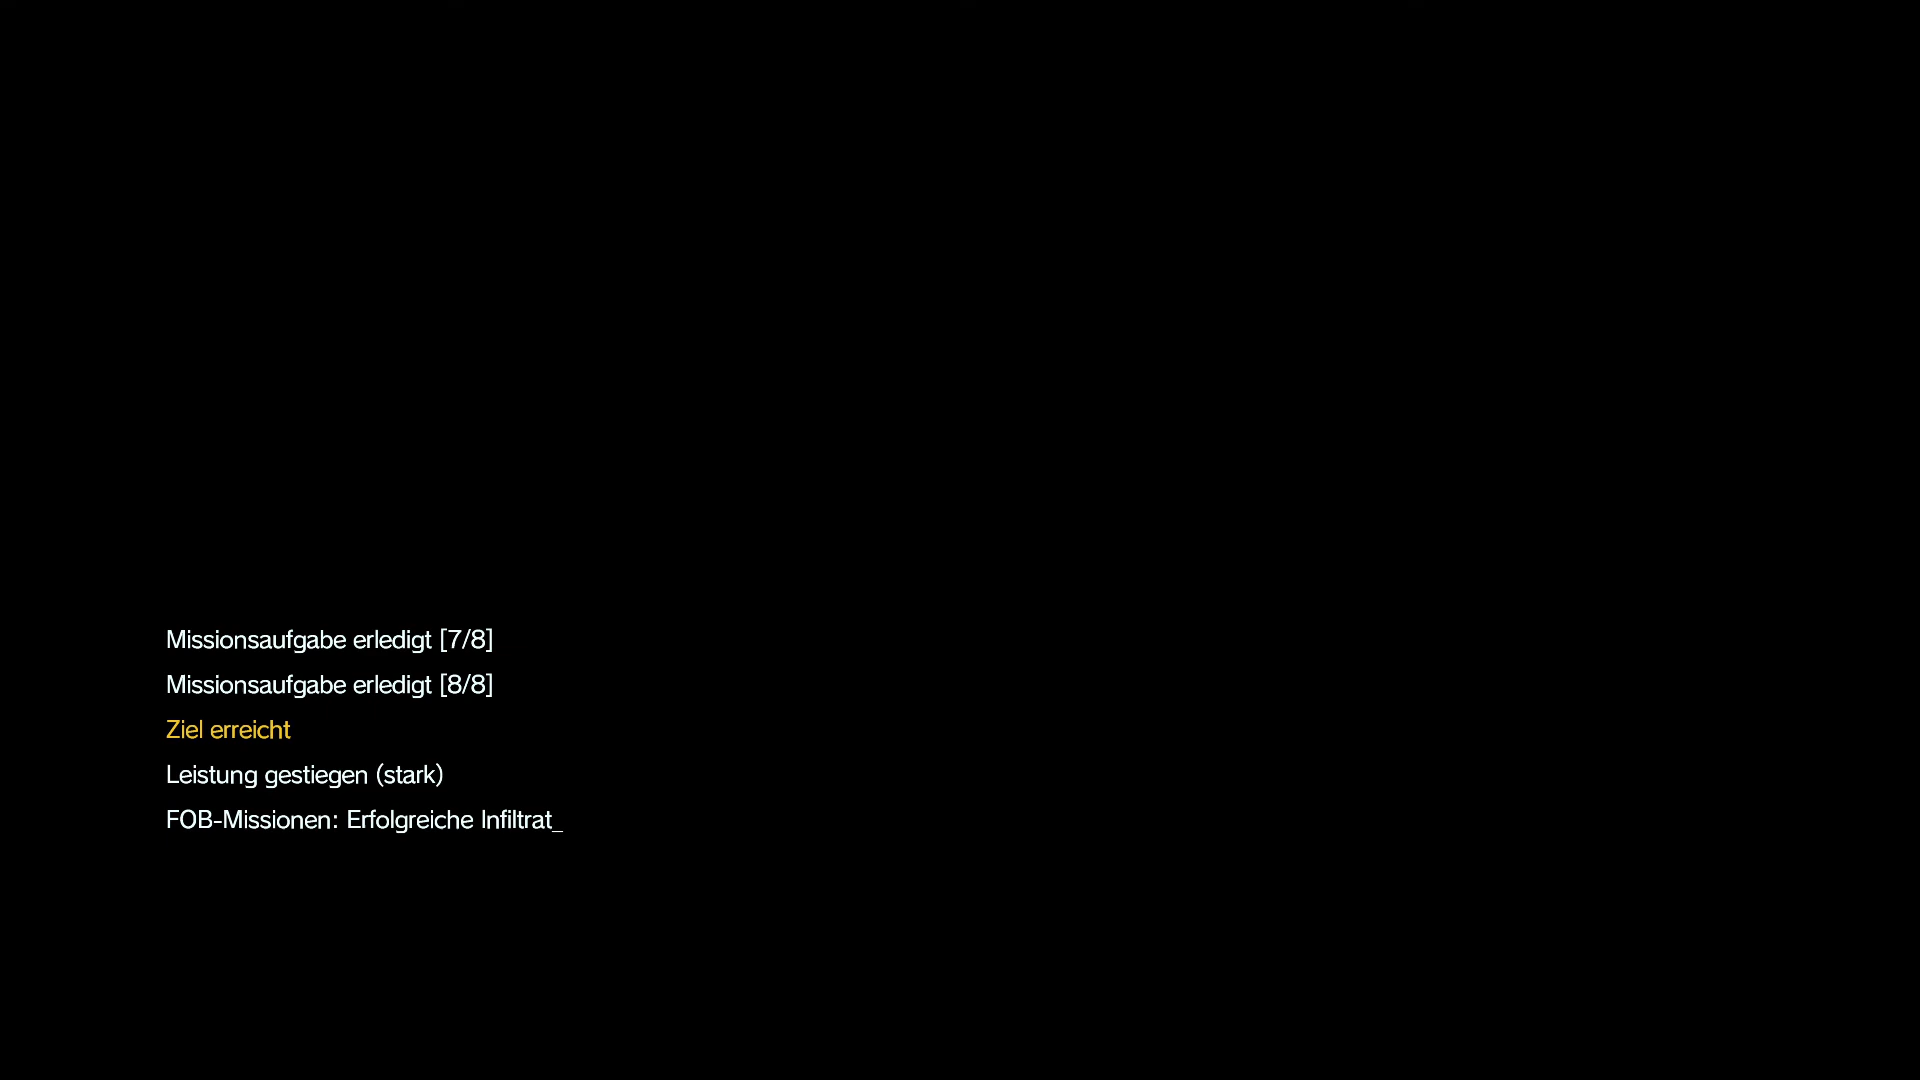 Missionsaufgabe erledigt [7/8]
Missionsaufgabe erledigt [8/8]
Ziel erreicht
Leistung gestiegen (stark)
FOB-Missionen: Erfolgreiche Infiltrat_